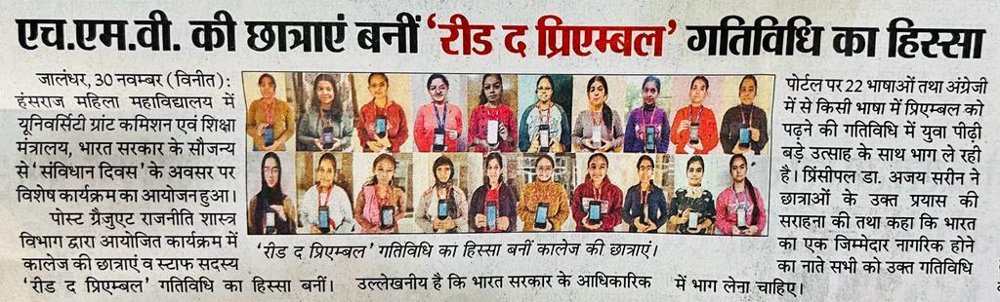 एच.एम.वी. की छात्राएं बनीं 'रीड द प्रिएम्बल' गतिविधि का हिस्सा
जालंधर, 30 नवम्बर (विनीत) :
हंसराज महिला महाविद्यालय में
यूनिवर्सिटी ग्रांट कमिशन एवं शिक्षा
मंत्रालय, भारत सरकार के सौजन्य
से 'संविधान दिवस' के अवसर पर
विशेष कार्यक्रम का आयोजन हुआ।
पोस्ट ग्रैजुएट राजनीति शास्त्र
विभाग द्वारा आयोजित कार्यक्रम में
कालेज की छात्राएं व स्टाफ सदस्य
'रीड द प्रिएम्बल' गतिविधि का हिस्सा बनीं।
'रीड द प्रिएम्बल' गतिविधि का हिस्सा बनीं कालेज की छात्राएं।
उल्लेखनीय है कि भारत सरकार के आधिकारिक
पोर्टल पर 22 भाषाओं तथा अंग्रेजी
में से किसी भाषा में प्रिएम्बल को
पढ़ने की गतिविधि में युवा पीढ़ी
बड़े उत्साह के साथ भाग ले रही
है। प्रिंसीपल डा. अजय सरीन ने
छात्राओं के उक्त प्रयास की
सराहना की तथा कहा कि भारत
का एक जिम्मेदार नागरिक होने
का नाते सभी को उक्त गतिविधि
में भाग लेना चाहिए।